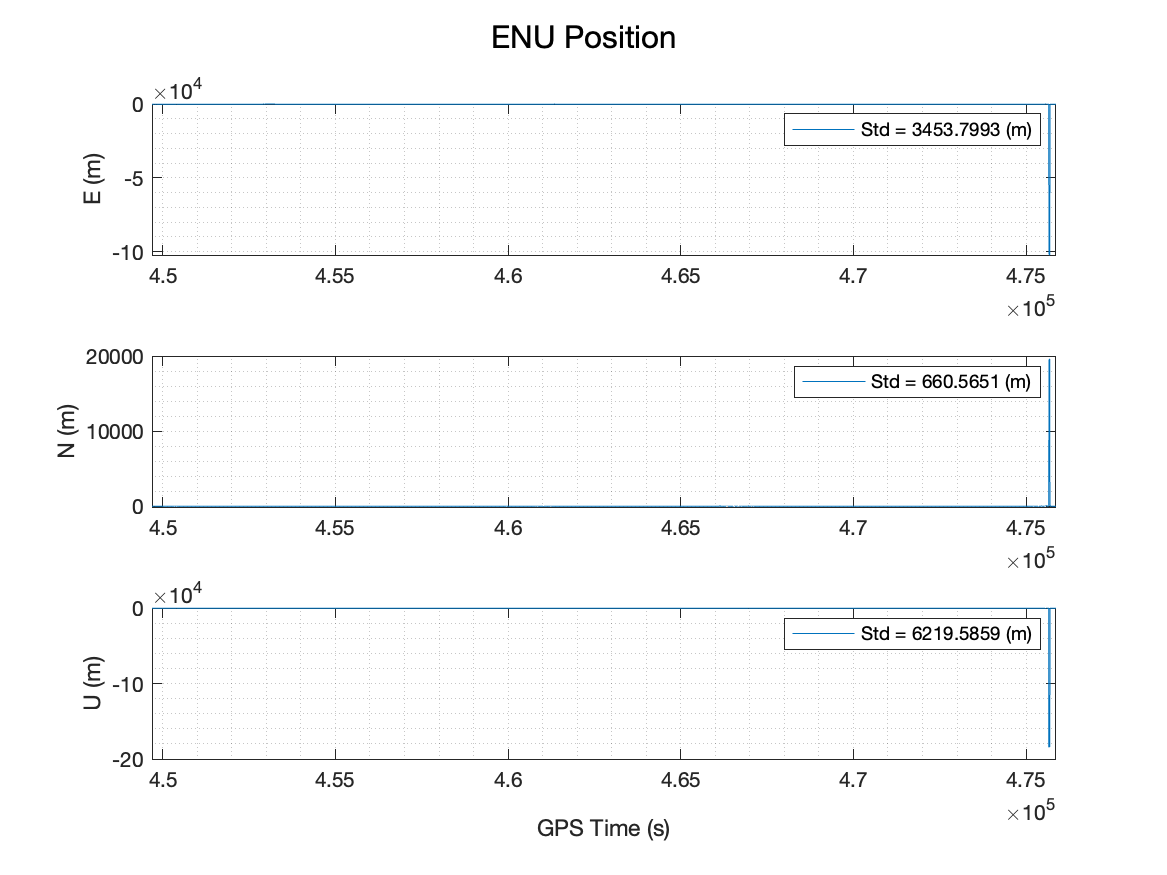 ENU Position
×10⁴
0
-5
-10
E (m)
Std = 3453.7993 (m)
4.5 4.55 4.6 4.65 4.7 4.75
×10⁵
20000
10000
0
N (m)
Std = 660.5651 (m)
4.5 4.55 4.6 4.65 4.7 4.75
×10⁵
×10⁴
0
-10
-20
U (m)
Std = 6219.5859 (m)
4.5 4.55 4.6 4.65 4.7 4.75
×10⁵
GPS Time (s)